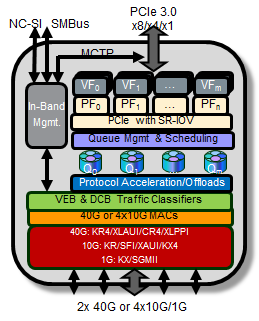 NC-SI SMBus
PCIe 3.0
x8/x4/x1
MCTP
VF0 VF1 ... VFm
In-Band
Mgmt.
PF0 PF1 ... PFn
PCIe with SR-IOV
Queue Mgmt & Scheduling
Q0 Q1 Qn
Protocol Acceleration/Offloads
VEB & DCB Traffic Classifiers
40G or 4x10G MACs
40G: KR4/XLAUI/CR4/XLPPI
10G: KR/SFI/XAUI/KX4
1G: KX/SGMII
2x 40G or 4x10G/1G